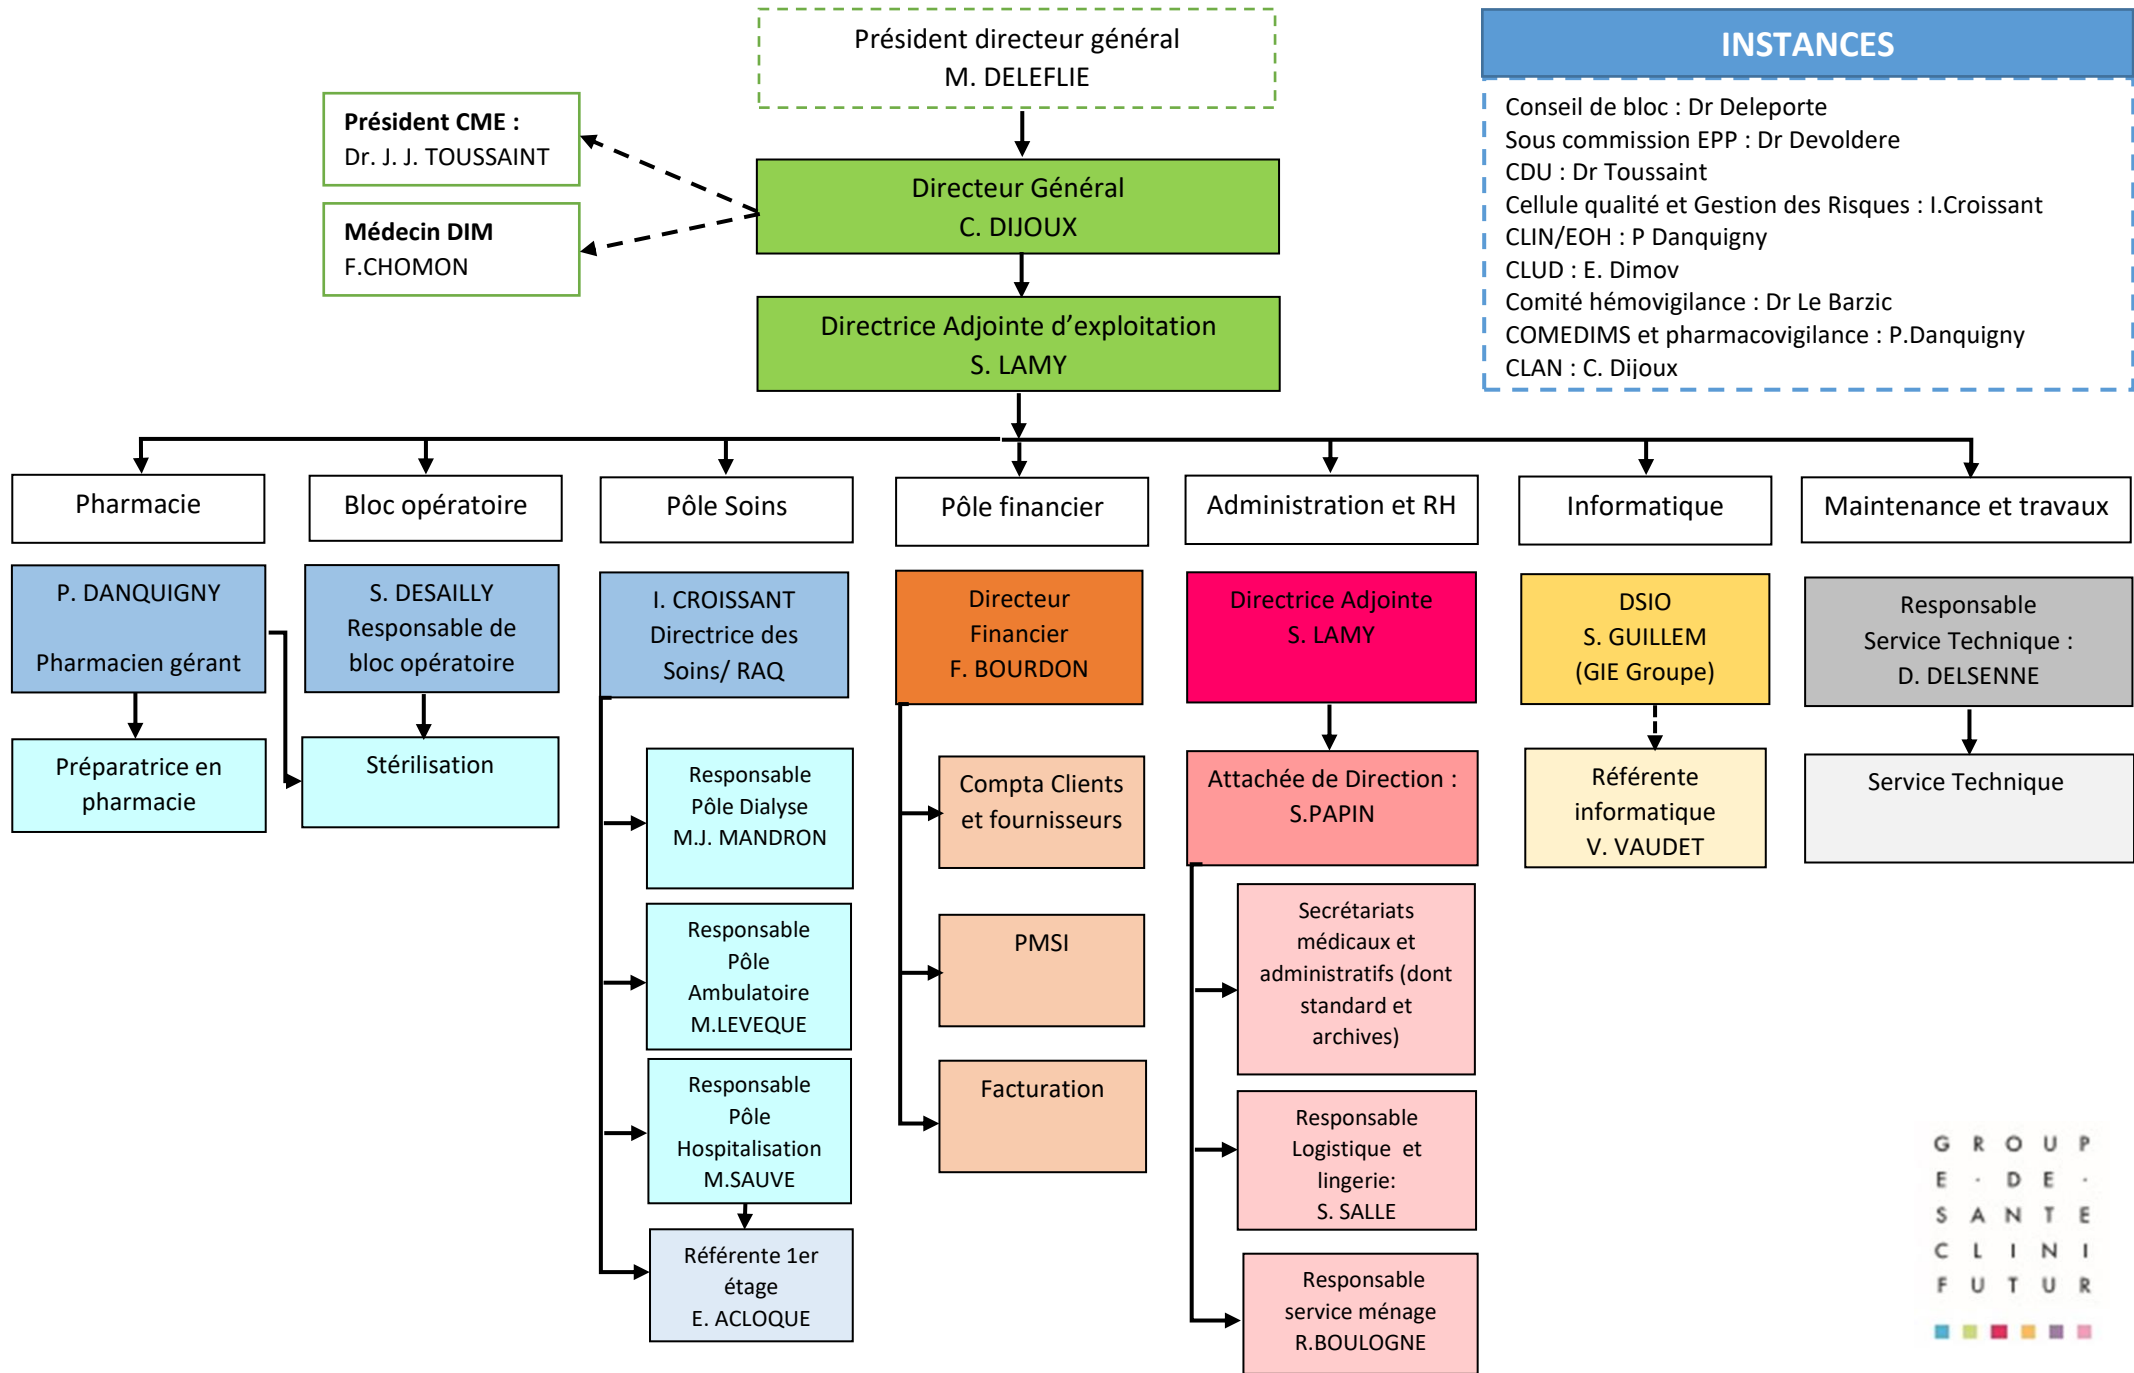 Président directeur général
M. DELEFLIE
INSTANCES
Conseil de bloc : Dr Deleporte
Sous commission EPP : Dr Devoldere
CDU : Dr Toussaint
Cellule qualité et Gestion des Risques : I.Croissant
CLIN/EOH : P Danquigny
CLUD : E. Dimov
Comité hémovigilance : Dr Le Barzic
COMEDIMS et pharmacovigilance : P.Danquigny
CLAN : C. Dijoux
Président CME :
Dr. J. J. TOUSSAINT
Médecin DIM
F.CHOMON
Directeur Général
C. DIJOUX
Directrice Adjointe d’exploitation
S. LAMY
Pharmacie
Bloc opératoire
Pôle Soins
Pôle financier
Administration et RH
Informatique
Maintenance et travaux
P. DANQUIGNY
Pharmacien gérant
S. DESAILLY
Responsable de
bloc opératoire
I. CROISSANT
Directrice des
Soins/ RAQ
Directeur
Financier
F. BOURDON
Directrice Adjointe
S. LAMY
DSIO
S. GUILLEM
(GIE Groupe)
Responsable
Service Technique :
D. DELSENNE
Préparatrice en
pharmacie
Stérilisation
Responsable
Pôle Dialyse
M.J. MANDRON
Compta Clients
et fournisseurs
Attachée de Direction :
S.PAPIN
Référente
informatique
V. VAUDET
Service Technique
Responsable
Pôle
Ambulatoire
M.LEVEQUE
PMSI
Secrétariats
médicaux et
administratifs (dont
standard et
archives)
Responsable
Pôle
Hospitalisation
M.SAUVE
Facturation
Responsable
Logistique et
lingerie:
S. SALLE
Référente 1er
étage
E. ACLOQUE
Responsable
service ménage
R.BOULOGNE
G R O U P
E · D E ·
S A N T E
C L I N I
F U T U R